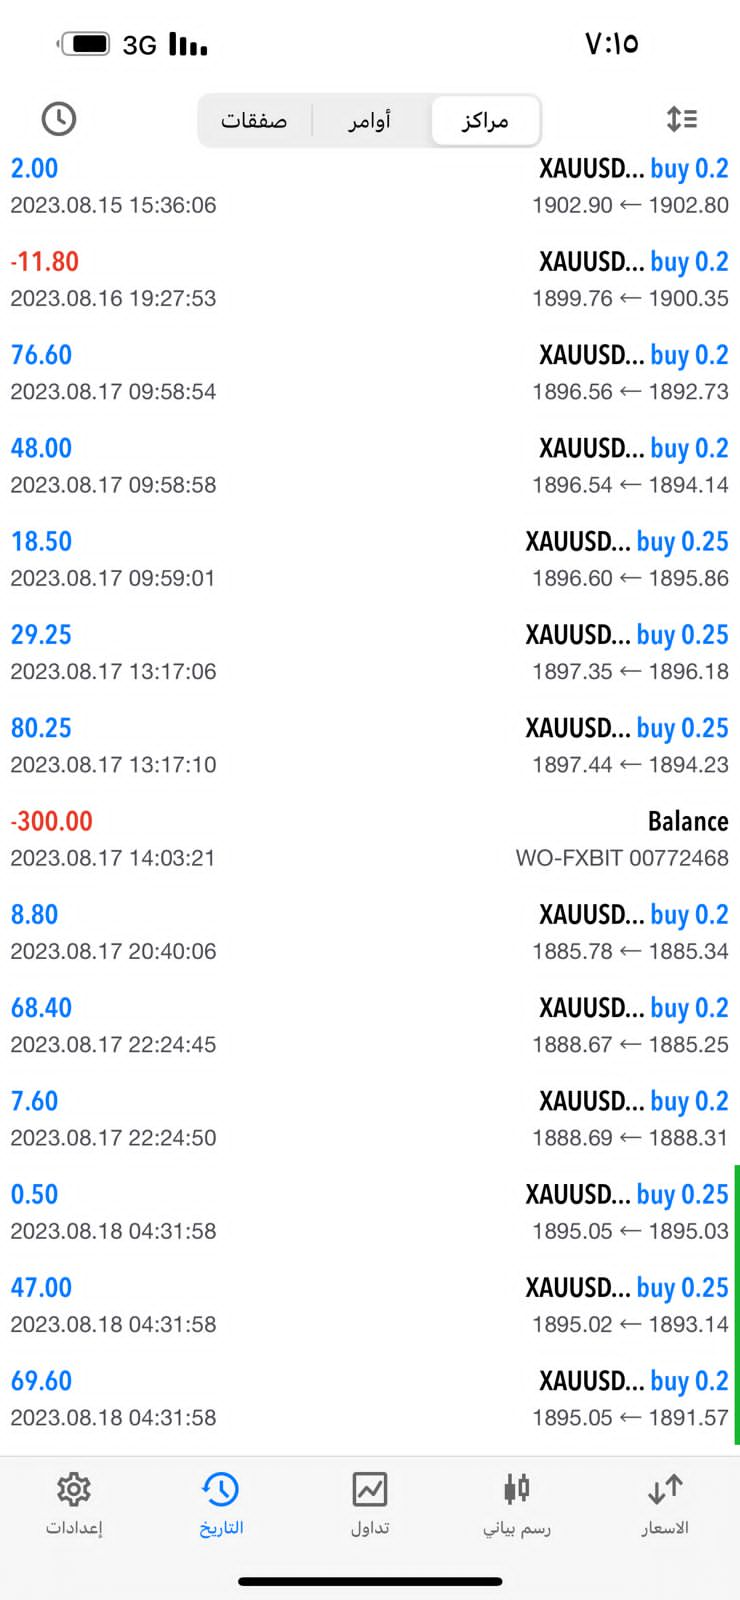 3G ٧:١٥
مراكز أوامر صفقات
XAUUSD... buy 0.2 2.00
1902.80 ← 1902.90 2023.08.15 15:36:06
XAUUSD... buy 0.2 -11.80
1900.35 ← 1899.76 2023.08.16 19:27:53
XAUUSD... buy 0.2 76.60
1892.73 ← 1896.56 2023.08.17 09:58:54
XAUUSD... buy 0.2 48.00
1894.14 ← 1896.54 2023.08.17 09:58:58
XAUUSD... buy 0.25 18.50
1895.86 ← 1896.60 2023.08.17 09:59:01
XAUUSD... buy 0.25 29.25
1896.18 ← 1897.35 2023.08.17 13:17:06
XAUUSD... buy 0.25 80.25
1894.23 ← 1897.44 2023.08.17 13:17:10
Balance -300.00
WO-FXBIT 00772468 2023.08.17 14:03:21
XAUUSD... buy 0.2 8.80
1885.34 ← 1885.78 2023.08.17 20:40:06
XAUUSD... buy 0.2 68.40
1885.25 ← 1888.67 2023.08.17 22:24:45
XAUUSD... buy 0.2 7.60
1888.31 ← 1888.69 2023.08.17 22:24:50
XAUUSD... buy 0.25 0.50
1895.03 ← 1895.05 2023.08.18 04:31:58
XAUUSD... buy 0.25 47.00
1893.14 ← 1895.02 2023.08.18 04:31:58
XAUUSD... buy 0.2 69.60
1891.57 ← 1895.05 2023.08.18 04:31:58
الاسعار رسم بياني تداول التاريخ إعدادات